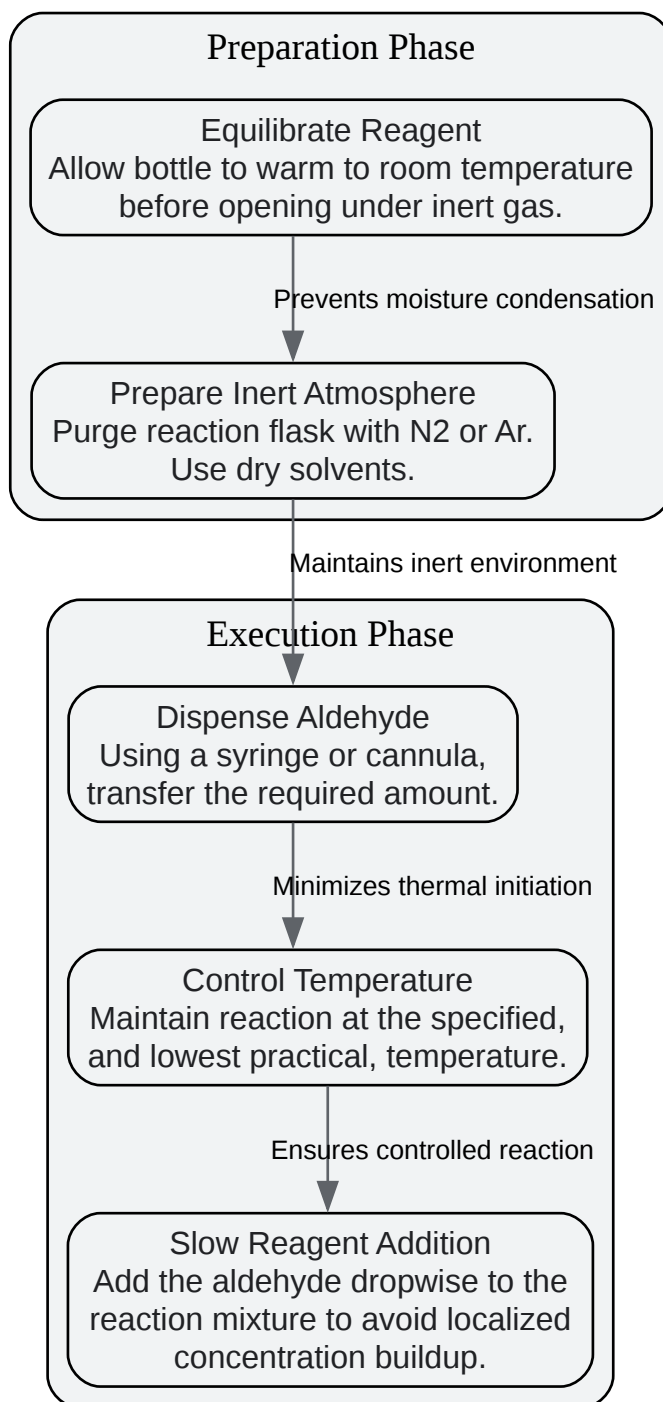 Preparation Phase
Equilibrate Reagent
Allow bottle to warm to room temperature
before opening under inert gas.
Prevents moisture condensation
Prepare Inert Atmosphere
Purge reaction flask with N2 or Ar.
Use dry solvents.
Maintains inert environment
Execution Phase
Dispense Aldehyde
Using a syringe or cannula,
transfer the required amount.
Minimizes thermal initiation
Control Temperature
Maintain reaction at the specified,
and lowest practical, temperature.
Ensures controlled reaction
Slow Reagent Addition
Add the aldehyde dropwise to the
reaction mixture to avoid localized
concentration buildup.